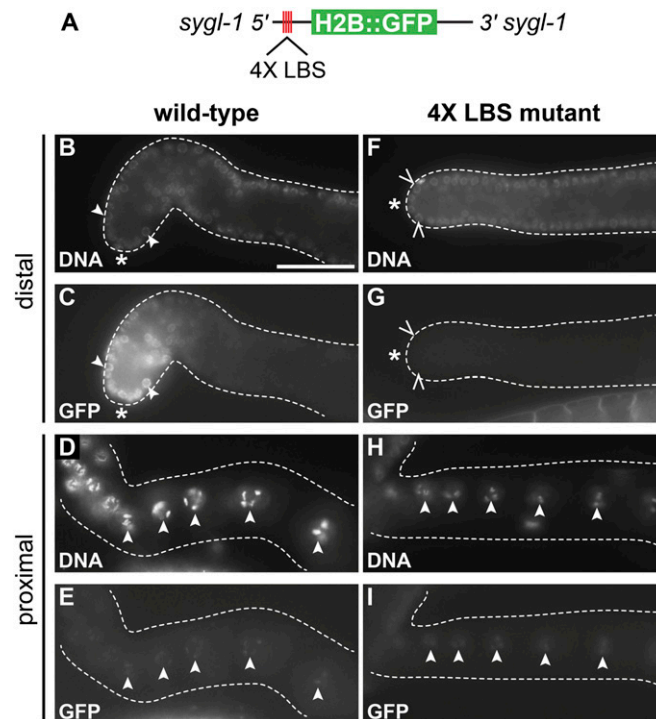 A
sygl-1 5' H2B::GFP 3' sygl-1
4X LBS
wild-type 4X LBS mutant
distal
B DNA * F DNA *
C GFP * G GFP *
proximal
D DNA H DNA
E GFP I GFP